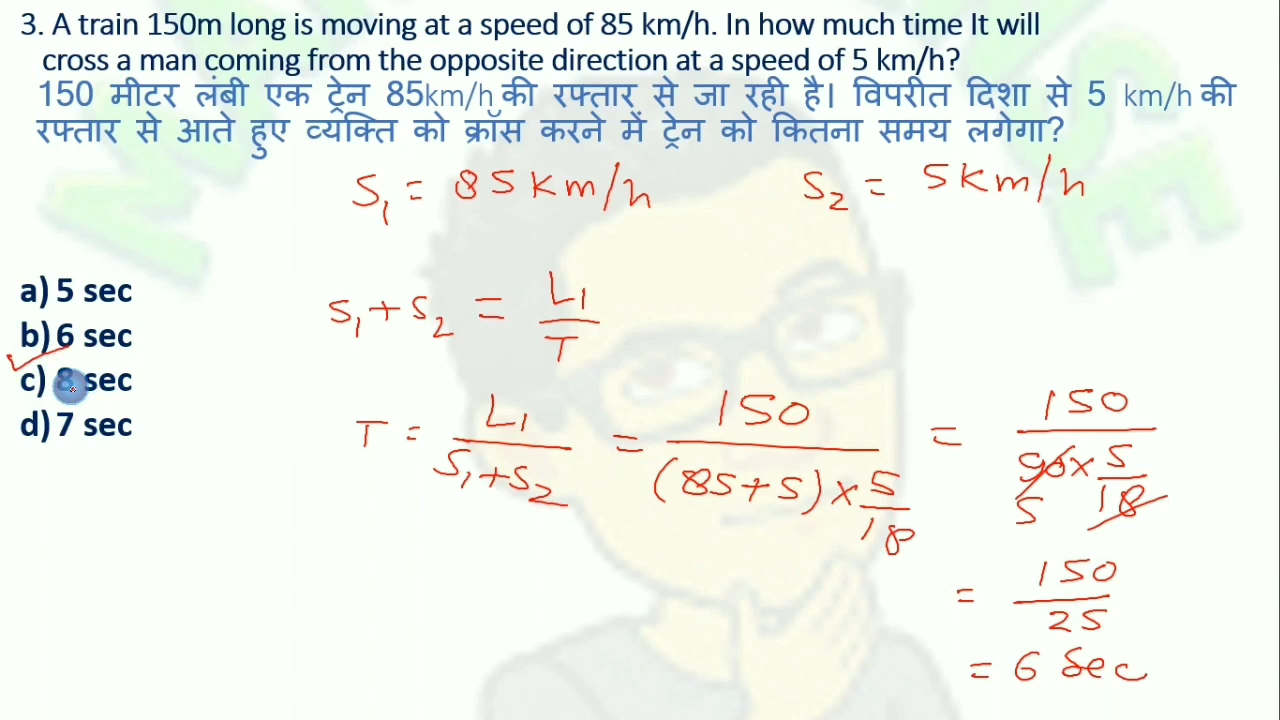 3. A train 150m long is moving at a speed of 85 km/h. In how much time It will
cross a man coming from the opposite direction at a speed of 5 km/h?
150 मीटर लंबी एक ट्रेन 85km/h की रफ्तार से जा रही है। विपरीत दिशा से 5 km/h की
रफ्तार से आते हुए व्यक्ति को क्रॉस करने में ट्रेन को कितना समय लगेगा?
S₁ = 85 km/h S₂ = 5 km/h
a) 5 sec
b) 6 sec
c) 8 sec
d) 7 sec
S₁ + S₂ = L₁/T
T = L₁/(S₁+S₂) = 150/((85+5) × 5/18) = 150/(90 × 5/18)
5
= 150/25
= 6 Sec